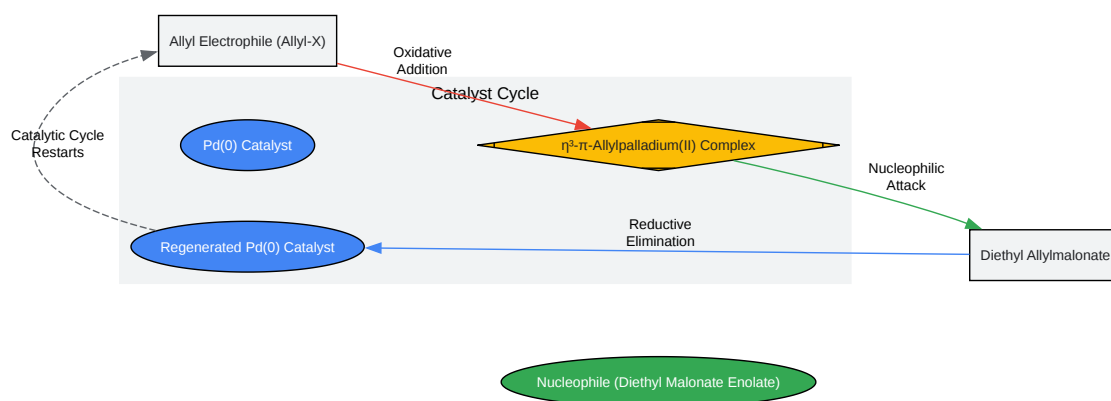 Allyl Electrophile (Allyl-X)
Oxidative
Addition
Catalyst Cycle
Catalytic Cycle
Restarts
Pd(0) Catalyst
η³-π-Allylpalladium(II) Complex
Nucleophilic
Attack
Regenerated Pd(0) Catalyst
Reductive
Elimination
Diethyl Allylmalonate
Nucleophile (Diethyl Malonate Enolate)